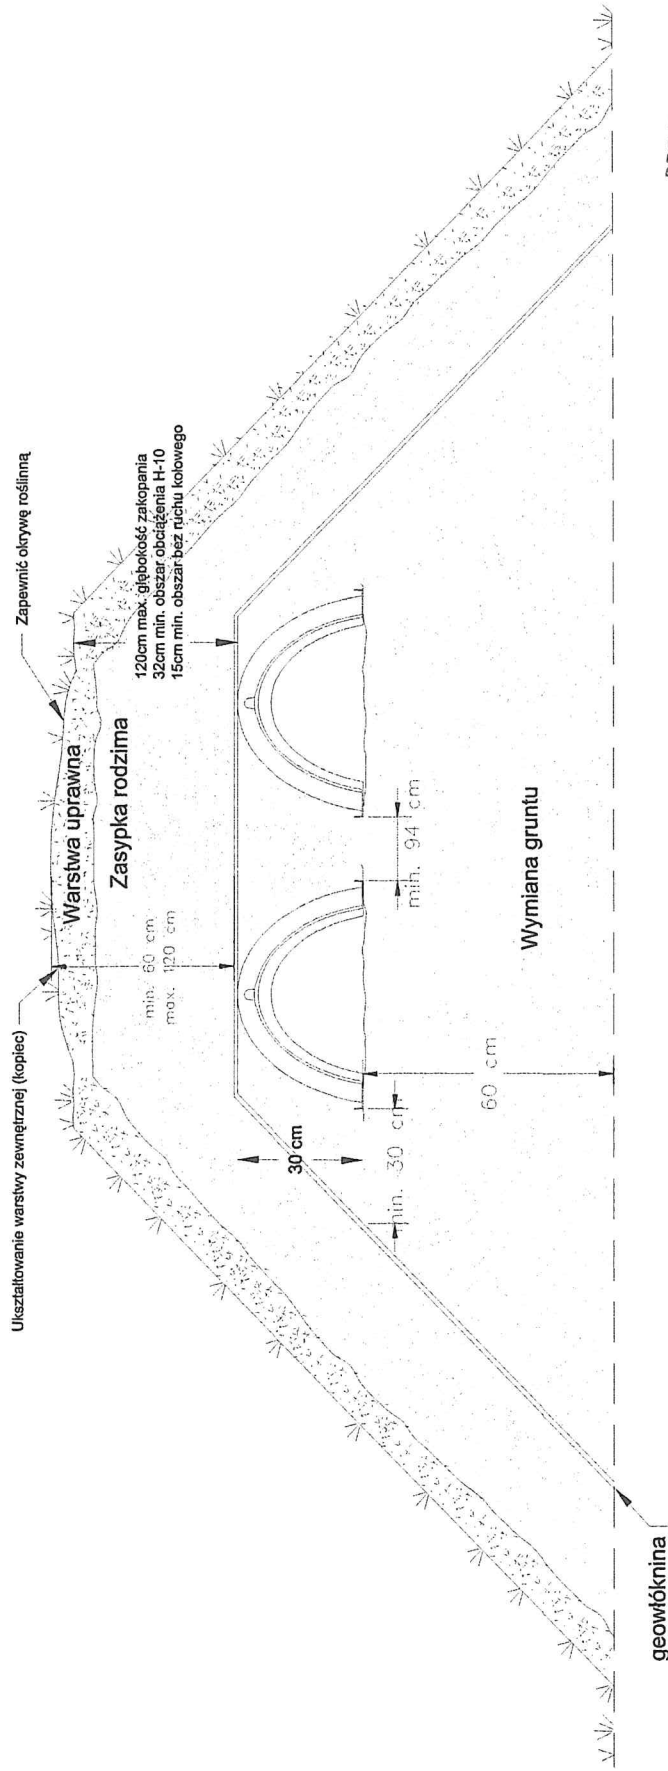 Ukształtowanie warstwy zewnętrznej (kopiec)
Zapewnić okrywę roślinną
Warstwa uprawna
Zasypka rodzima
120cm max. głębokość zakopania
32cm min. obszar obciążenia H-10
15cm min. obszar bez ruchu kołowego
min. 60 cm
max. 120 cm
30 cm
min. 30 cm
min. 94 cm
60 cm
Wymiana gruntu
geowłóknina